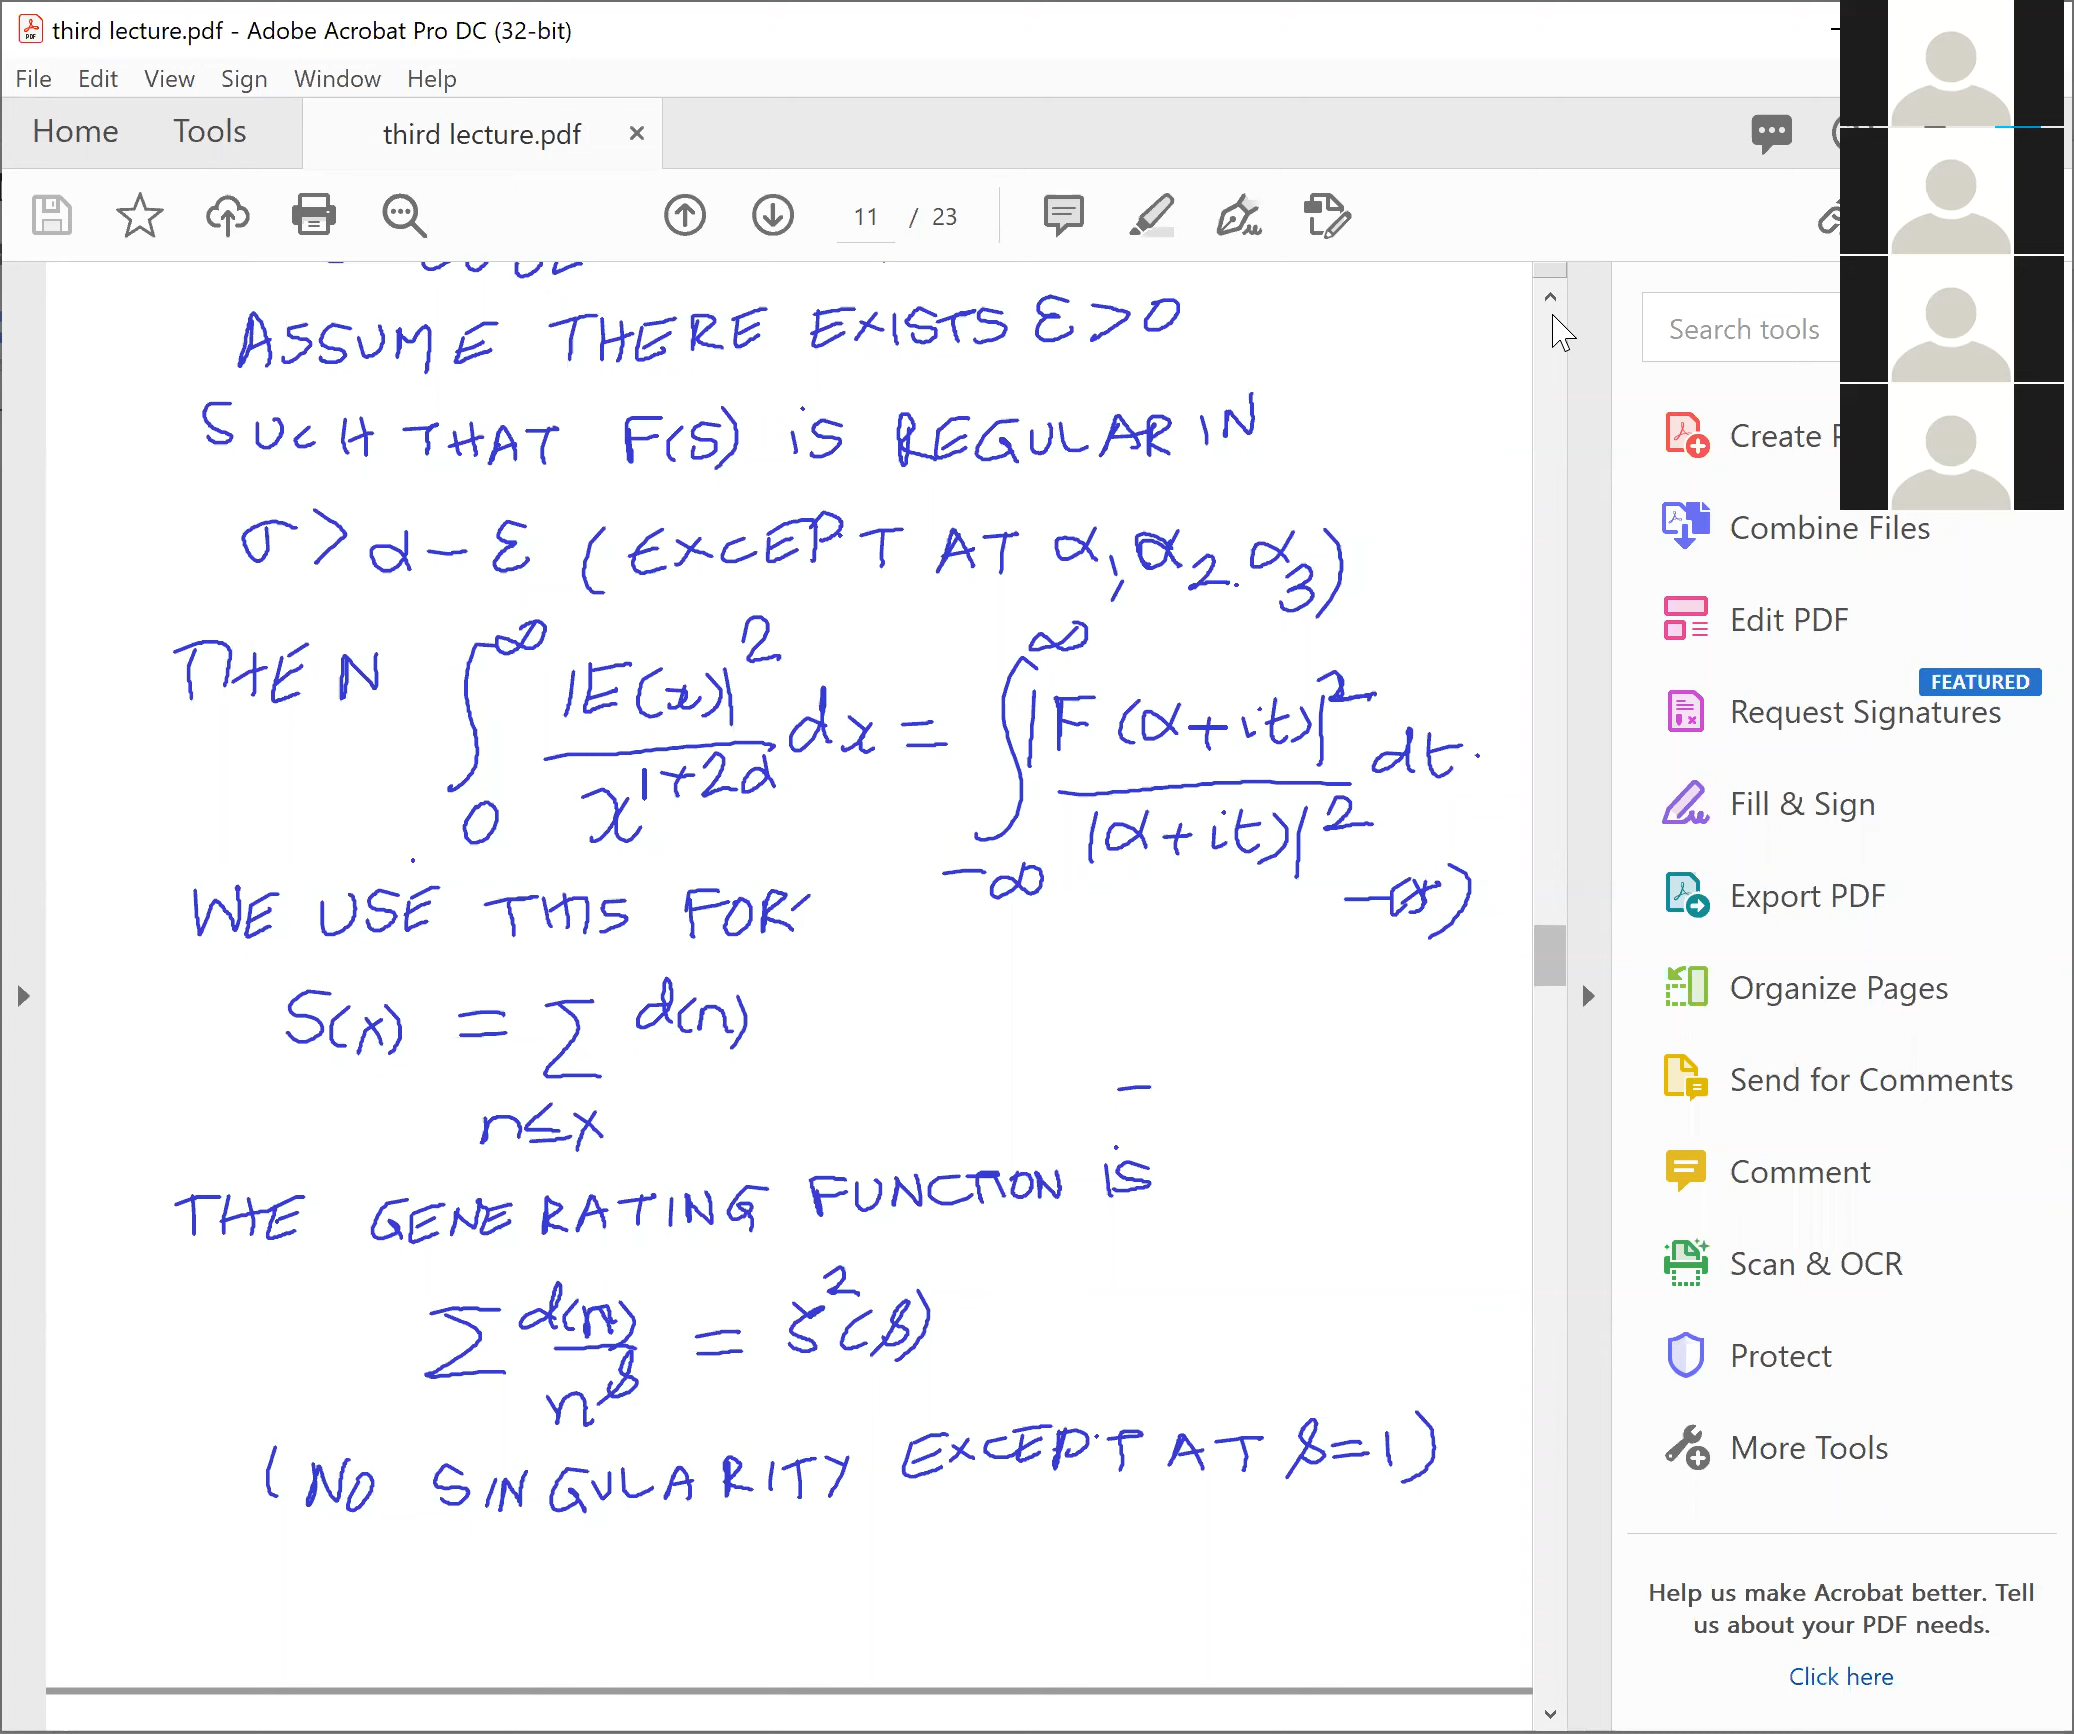 third lecture.pdf - Adobe Acrobat Pro DC (32-bit)
File Edit View Sign Window Help
Home Tools third lecture.pdf ×
11 / 23
ASSUME THERE EXISTS ε > 0
SUCH THAT F(S) is REGULAR IN
σ > α - ε (EXCEPT AT α₁, α₂. α₃)
THEN ∫₀^∞ |E(x)|² / x^{1+2α} dx = ∫_{-∞}^∞ |F(α+it)|² / |α+it)|² dt. —(*)
WE USE THIS FOR
S(x) = Σ_{n≤x} d(n)
THE GENERATING FUNCTION is
Σ d(n)/n^s = ζ²(s)
(NO SINGULARITY EXCEPT AT s=1)
Search tools
Create P
Combine Files
Edit PDF
FEATURED
Request Signatures
Fill & Sign
Export PDF
Organize Pages
Send for Comments
Comment
Scan & OCR
Protect
More Tools
Help us make Acrobat better. Tell
us about your PDF needs.
Click here